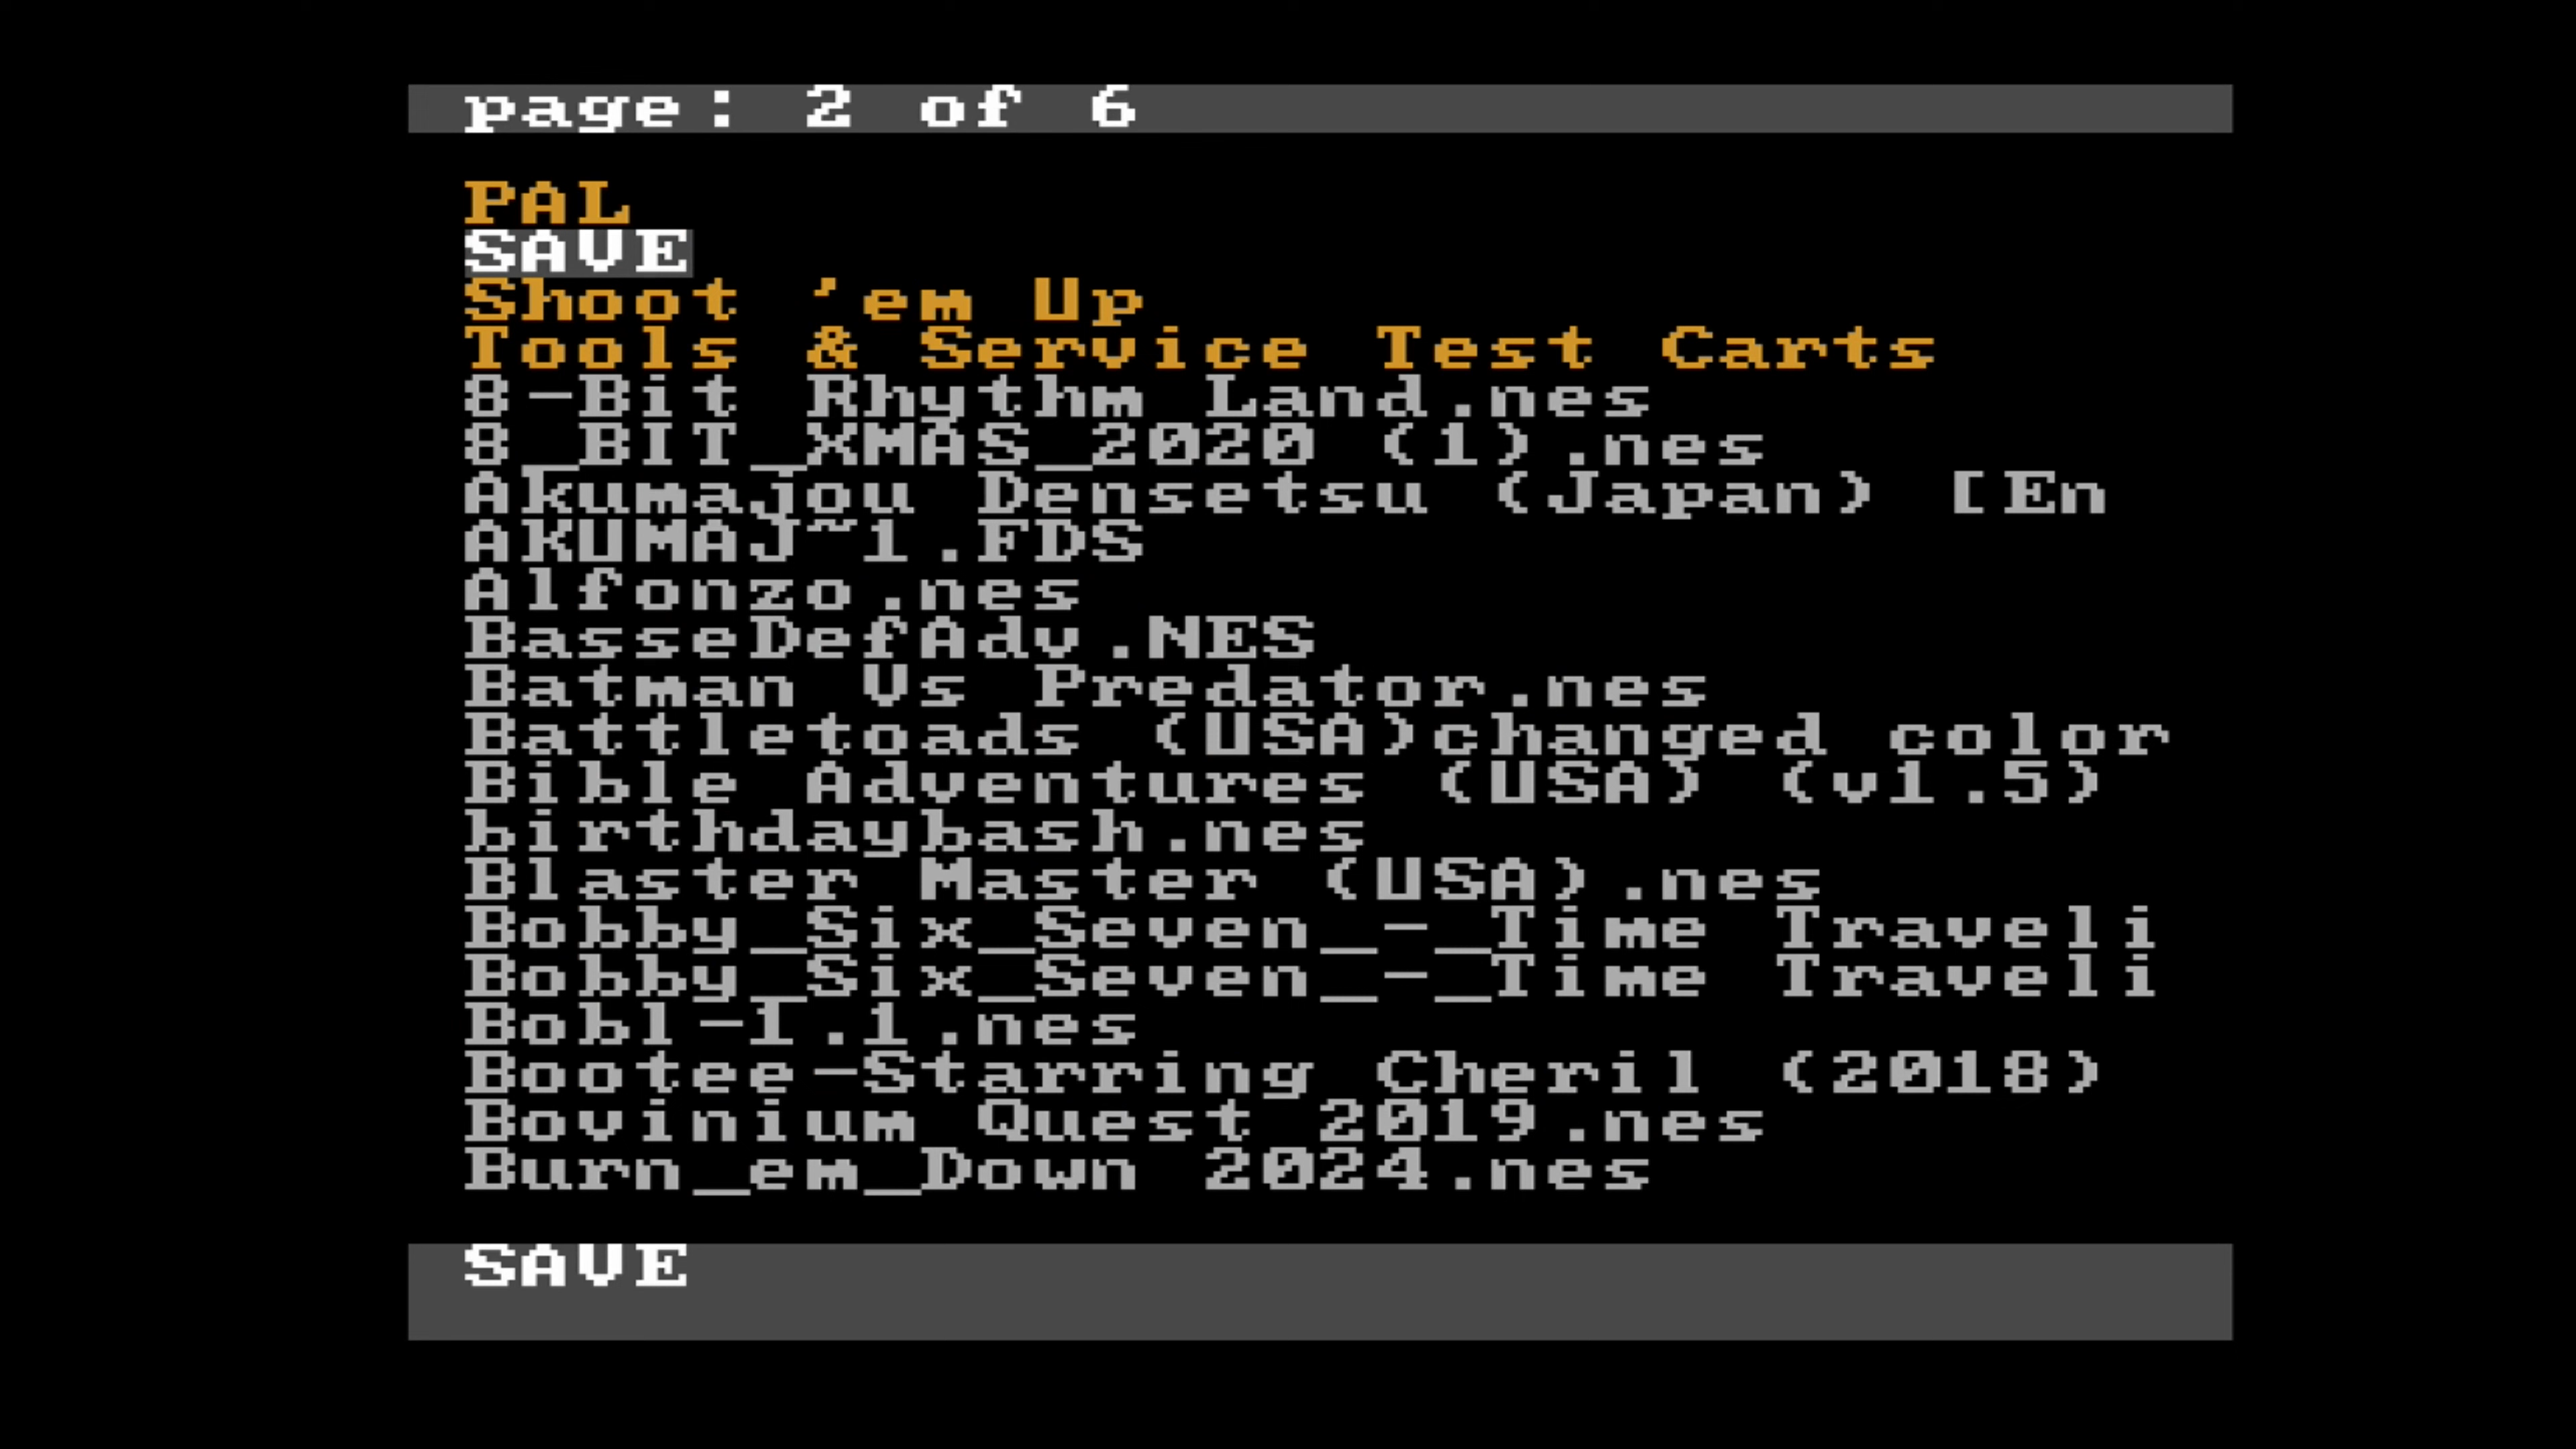 page: 2 of 6
PAL
SAVE
Shoot 'em Up
Tools & Service Test Carts
8-Bit Rhythm Land.nes
8_BIT_XMAS_2020 (1).nes
Akumajou Densetsu (Japan) [En
AKUMAJ~1.FDS
Alfonzo.nes
BasseDefAdv.NES
Batman Vs Predator.nes
Battletoads (USA)changed color
Bible Adventures (USA) (v1.5)
birthdaybash.nes
Blaster Master (USA).nes
Bobby_Six_Seven_-_Time Traveli
Bobby_Six_Seven_-_Time Traveli
Bobl-1.1.nes
Bootee-Starring Cheril (2018)
Bovinium Quest 2019.nes
Burn_em_Down 2024.nes
SAVE